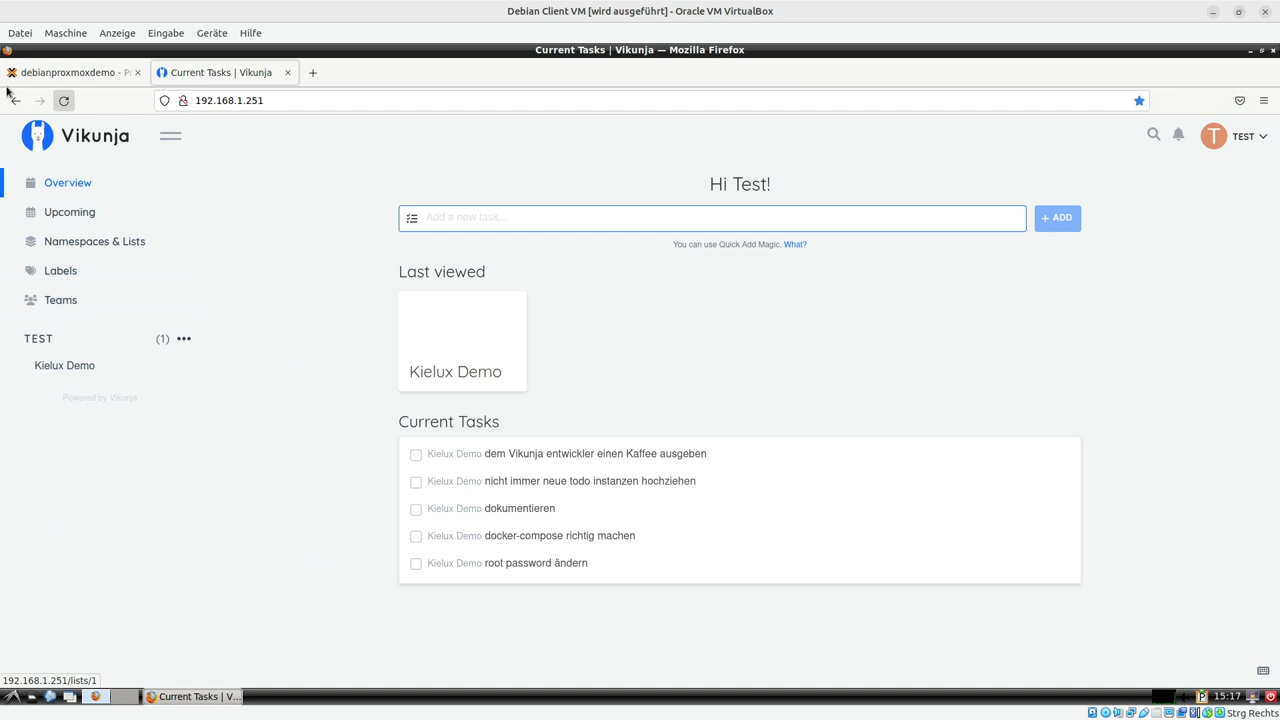 Debian Client VM [wird ausgeführt] - Oracle VM VirtualBox
Datei Maschine Anzeige Eingabe Geräte Hilfe
Current Tasks | Vikunja — Mozilla Firefox
debianproxmoxdemo - P
Current Tasks | Vikunja
192.168.1.251
Vikunja
T TEST
Overview
Upcoming
Namespaces & Lists
Labels
Teams
TEST (1)
Kielux Demo
Powered by Vikunja
Hi Test!
Add a new task...
+ ADD
You can use Quick Add Magic. What?
Last viewed
Kielux Demo
Current Tasks
Kielux Demo dem Vikunja entwickler einen Kaffee ausgeben
Kielux Demo nicht immer neue todo instanzen hochziehen
Kielux Demo dokumentieren
Kielux Demo docker-compose richtig machen
Kielux Demo root password ändern
192.168.1.251/lists/1
Current Tasks | V...
15:17
Strg Rechts